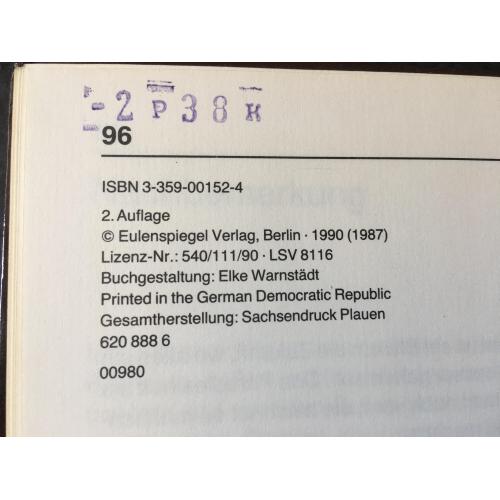 -2 Р 38 к
96
ISBN 3-359-00152-4
2. Auflage
© Eulenspiegel Verlag, Berlin · 1990 (1987)
Lizenz-Nr.: 540/111/90 · LSV 8116
Buchgestaltung: Elke Warnstädt
Printed in the German Democratic Republic
Gesamtherstellung: Sachsendruck Plauen
620 888 6
00980